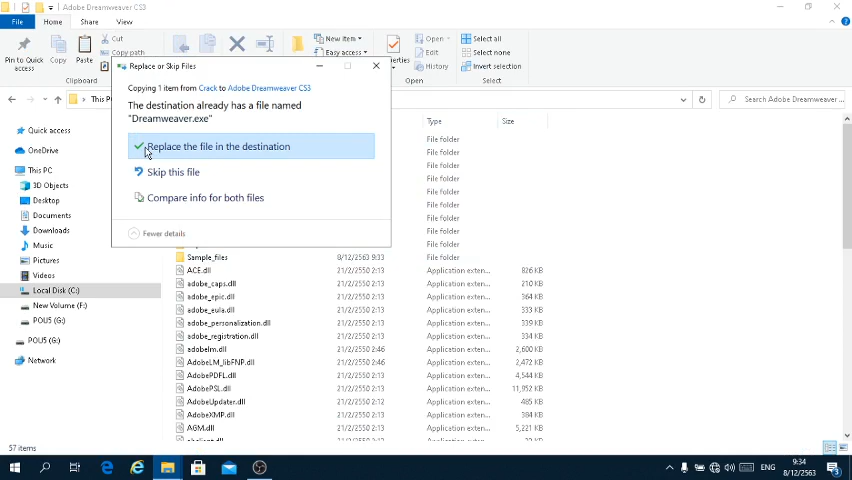 Adobe Dreamweaver CS3
File Home Share View
Pin to Quick access
Copy
Paste
Cut
Copy path
New item
Easy access
Open
Edit
History
Select all
Select none
Invert selection
Clipboard
Open
Select
Search Adobe Dreamweaver ...
Replace or Skip Files
Copying 1 item from Crack to Adobe Dreamweaver CS3
The destination already has a file named
"Dreamweaver.exe"
Replace the file in the destination
Skip this file
Compare info for both files
Fewer details
Quick access
OneDrive
This PC
3D Objects
Desktop
Documents
Downloads
Music
Pictures
Videos
Local Disk (C:)
New Volume (F:)
POU5 (G:)
POU5 (G:)
Network
Type Size
File folder
File folder
File folder
File folder
File folder
File folder
File folder
File folder
File folder
Sample_files 8/12/2563 9:33 File folder
ACE.dll 21/2/2550 2:13 Application exten... 826 KB
adobe_caps.dll 21/2/2550 2:13 Application exten... 210 KB
adobe_epic.dll 21/2/2550 2:13 Application exten... 364 KB
adobe_eula.dll 21/2/2550 2:13 Application exten... 333 KB
adobe_personalization.dll 21/2/2550 2:13 Application exten... 339 KB
adobe_registration.dll 21/2/2550 2:13 Application exten... 334 KB
adobelm.dll 21/2/2550 2:46 Application exten... 2,600 KB
AdobeLM_libFNP.dll 21/2/2550 2:46 Application exten... 2,472 KB
AdobePDFL.dll 21/2/2550 2:13 Application exten... 4,544 KB
AdobePSL.dll 21/2/2550 2:13 Application exten... 11,952 KB
AdobeUpdater.dll 21/2/2550 2:12 Application exten... 485 KB
AdobeXMP.dll 21/2/2550 2:13 Application exten... 384 KB
AGM.dll 21/2/2550 2:13 Application exten... 5,221 KB
57 items
ENG
9:34
8/12/2563
3